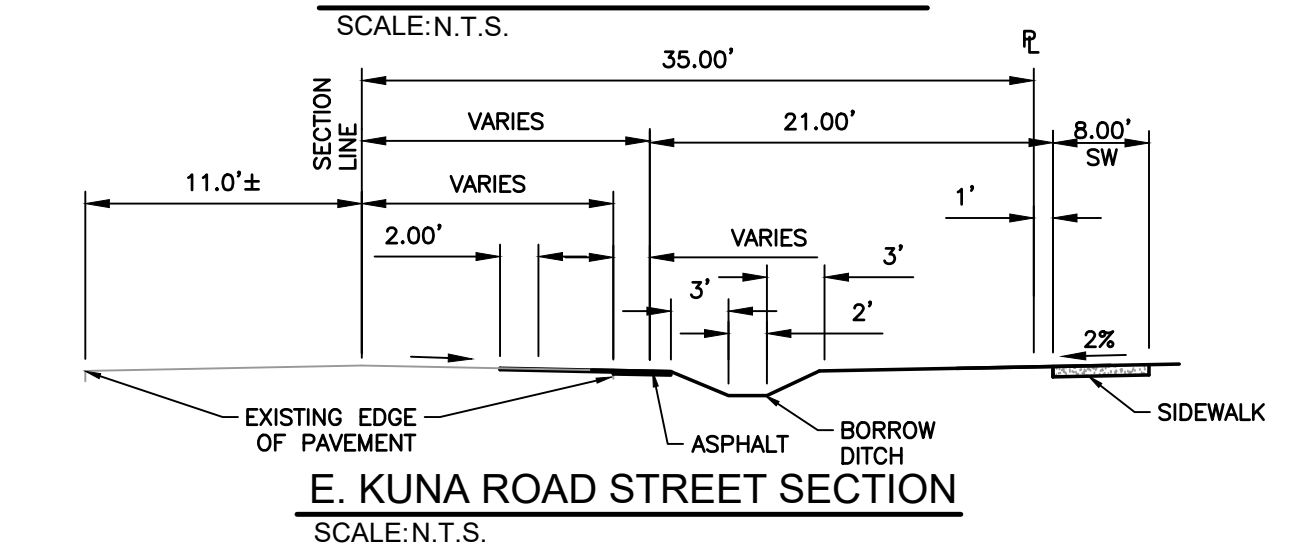 SCALE:N.T.S.
PL
35.00'
SECTION
LINE
VARIES
21.00'
8.00'
SW
11.0'±
VARIES
1'
2.00'
VARIES
3'
3'
2'
2%
EXISTING EDGE
OF PAVEMENT
ASPHALT
BORROW
DITCH
SIDEWALK
E. KUNA ROAD STREET SECTION
SCALE:N.T.S.